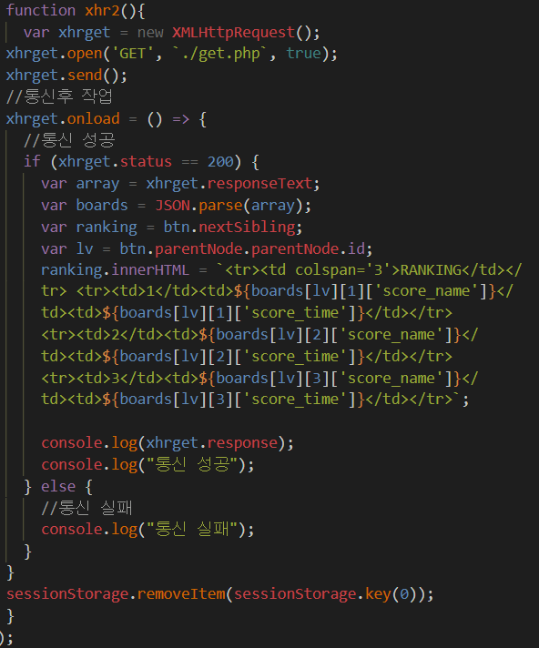 function xhr2(){
var xhrget = new XMLHttpRequest();
xhrget.open('GET', `./get.php`, true);
xhrget.send();
//통신후 작업
xhrget.onload = () => {
//통신 성공
if (xhrget.status == 200) {
var array = xhrget.responseText;
var boards = JSON.parse(array);
var ranking = btn.nextSibling;
var lv = btn.parentNode.parentNode.id;
ranking.innerHTML = `<tr><td colspan='3'>RANKING</td></
tr> <tr><td>1</td><td>${boards[lv][1]['score_name']}</
td><td>${boards[lv][1]['score_time']}</td></tr>
<tr><td>2</td><td>${boards[lv][2]['score_name']}</
td><td>${boards[lv][2]['score_time']}</td></tr>
<tr><td>3</td><td>${boards[lv][3]['score_name']}</
td><td>${boards[lv][3]['score_time']}</td></tr>`;
console.log(xhrget.response);
console.log("통신 성공");
} else {
//통신 실패
console.log("통신 실패");
}
}
sessionStorage.removeItem(sessionStorage.key(0));
}
);